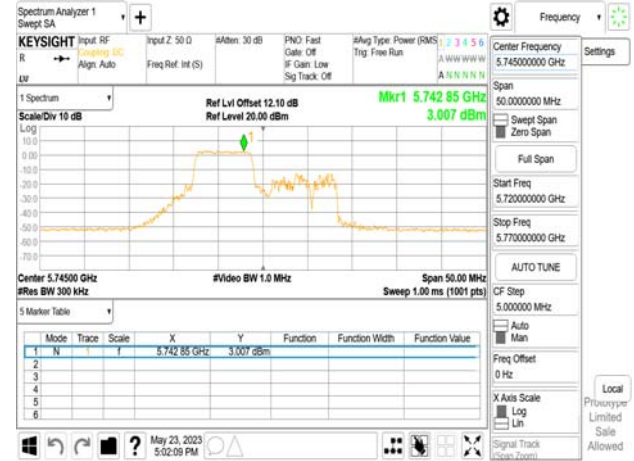 Spectrum Analyzer 1
Swept SA
+
Frequency
KEYSIGHT
Input: RF
Input Z: 50 Ω
#Atten: 30 dB
PNO: Fast
#Avg Type: Power (RMS
1 2 3 4 5 6
R
Coupling: DC
Gate: Off
Trig: Free Run
A W W W W W
Align: Auto
Freq Ref: Int (S)
IF Gain: Low
Sig Track: Off
A N N N N N
Center Frequency
5.745000000 GHz
Settings
1 Spectrum
Ref Lvl Offset 12.10 dB
Mkr1 5.742 85 GHz
Scale/Div 10 dB
Ref Level 20.00 dBm
3.007 dBm
Span
50.0000000 MHz
Swept Span
Zero Span
Log
10.0
0.00
-10.0
-20.0
-30.0
-40.0
-50.0
-60.0
-70.0
1
Full Span
Start Freq
5.720000000 GHz
Stop Freq
5.770000000 GHz
AUTO TUNE
Center 5.74500 GHz
#Video BW 1.0 MHz
Span 50.00 MHz
#Res BW 300 kHz
Sweep 1.00 ms (1001 pts)
CF Step
5.000000 MHz
Auto
Man
5 Marker Table
Mode Trace Scale X Y Function Function Width Function Value
1 N 1 f 5.742 85 GHz 3.007 dBm
2
3
4
5
6
Freq Offset
0 Hz
X Axis Scale
Log
Lin
Local
Prototype
Limited
Sale
Allowed
Signal Track
(Span Zoom)
?
May 23, 2023
5:02:09 PM